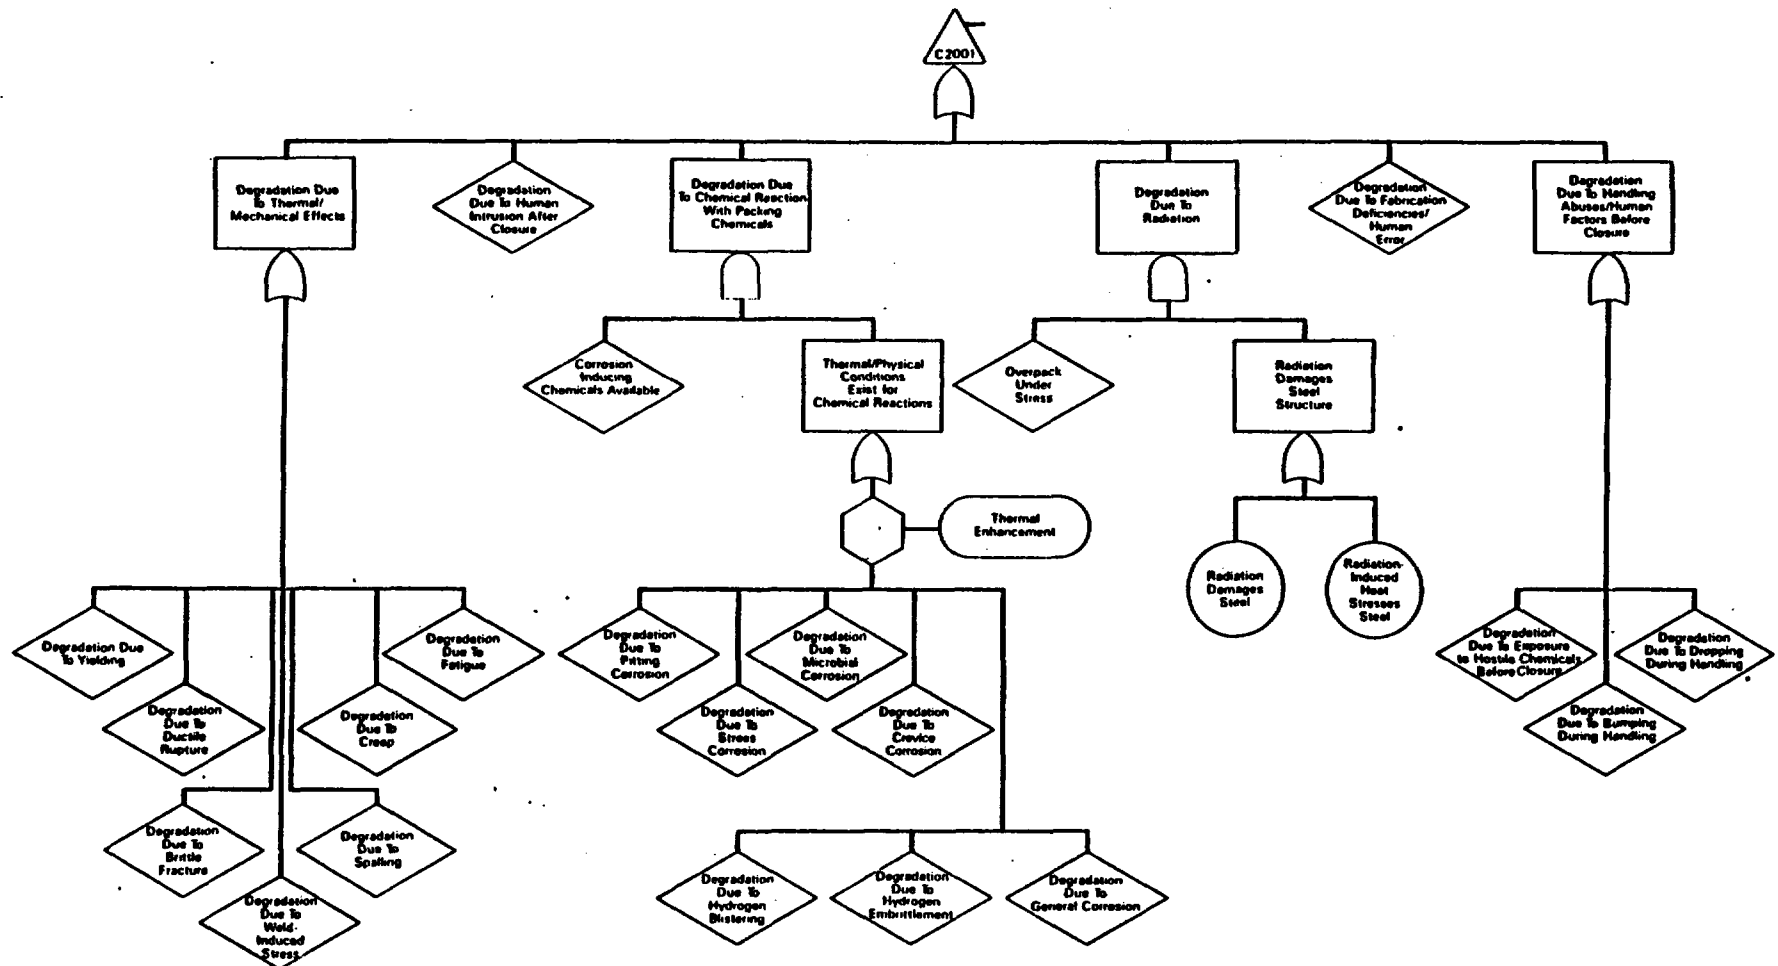 C2001
Degradation Due
To Thermal/
Mechanical Effects
Degradation
Due To Human
Intrusion After
Closure
Degradation Due
To Chemical Reaction
With Packing
Chemicals
Degradation
Due To
Radiation
Degradation
Due To Fabrication
Deficiencies/
Human
Error
Degradation
Due To Handling
Abuses/Human
Factors Before
Closure
Corrosion
Inducing
Chemicals Available
Thermal/Physical
Conditions
Exist for
Chemical Reactions
Overpack
Under
Stress
Radiation
Damages
Steel
Structure
Thermal
Enhancement
Radiation
Damages
Steel
Radiation-
Induced
Heat
Stresses
Steel
Degradation Due
To Yielding
Degradation
Due To
Fatigue
Degradation
Due To
Pitting
Corrosion
Degradation
Due To
Microbial
Corrosion
Degradation
Due To Exposure
to Hostile Chemicals
Before Closure
Degradation
Due To Dropping
During Handling
Degradation
Due To
Ductile
Rupture
Degradation
Due To
Creep
Degradation
Due To
Stress
Corrosion
Degradation
Due To
Crevice
Corrosion
Degradation
Due To Bumping
During Handling
Degradation
Due To
Brittle
Fracture
Degradation
Due To
Spalling
Degradation
Due To
Weld-
Induced
Stress
Degradation
Due To
Hydrogen
Blistering
Degradation
Due To
Hydrogen
Embrittlement
Degradation
Due To
General Corrosion